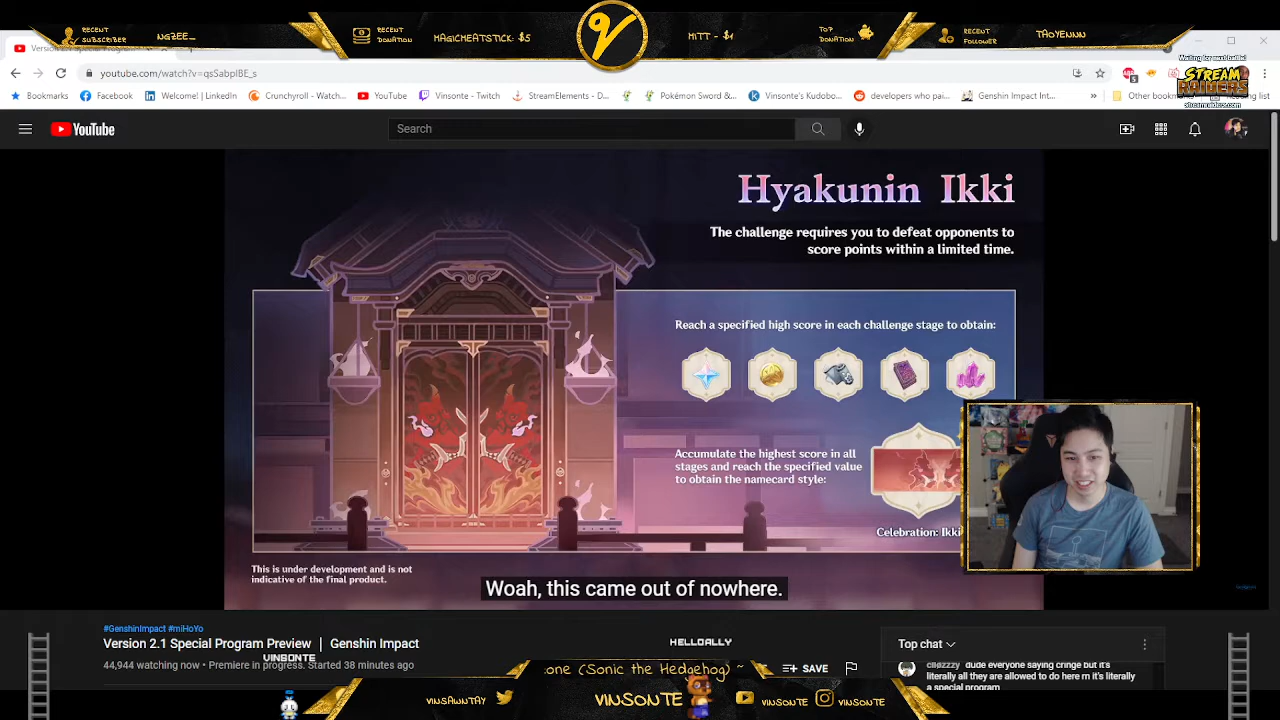 RECENT
SUBSCRIBER
NGZEE_
RECENT
DONATION
MAGICMEATSTICK: $5
MITT - $4
TOP
DONATION
RECENT
FOLLOWER
TAOYENNN
Waiting for next battle!
STREAM
RAIDERS
youtube.com/watch?v=qsSabplBE_s
Bookmarks
Facebook
Welcome! | LinkedIn
Crunchyroll - Watch...
YouTube
Vinsonte - Twitch
StreamElements - D...
Pokémon Sword &...
Vinsonte's Kudobo...
developers who pai...
Genshin Impact Int...
»
YouTube
Search
Hyakunin Ikki
The challenge requires you to defeat opponents to
score points within a limited time.
Reach a specified high score in each challenge stage to obtain:
Accumulate the highest score in all
stages and reach the specified value
to obtain the namecard style:
Celebration: Ikki
This is under development and is not
indicative of the final product.
Woah, this came out of nowhere.
#GenshinImpact #miHoYo
Version 2.1 Special Program Preview | Genshin Impact
44,944 watching now • Premiere in progress. Started 38 minutes ago
VINSONTE
HELLOALLY
Top chat
one (Sonic the Hedgehog) ~
SAVE
dude everyone saying cringe but it's
literally all they are allowed to do here rn it's literally
a special program
VINSAWNTAY
VINSONTE
VINSONTE
VINSONTE